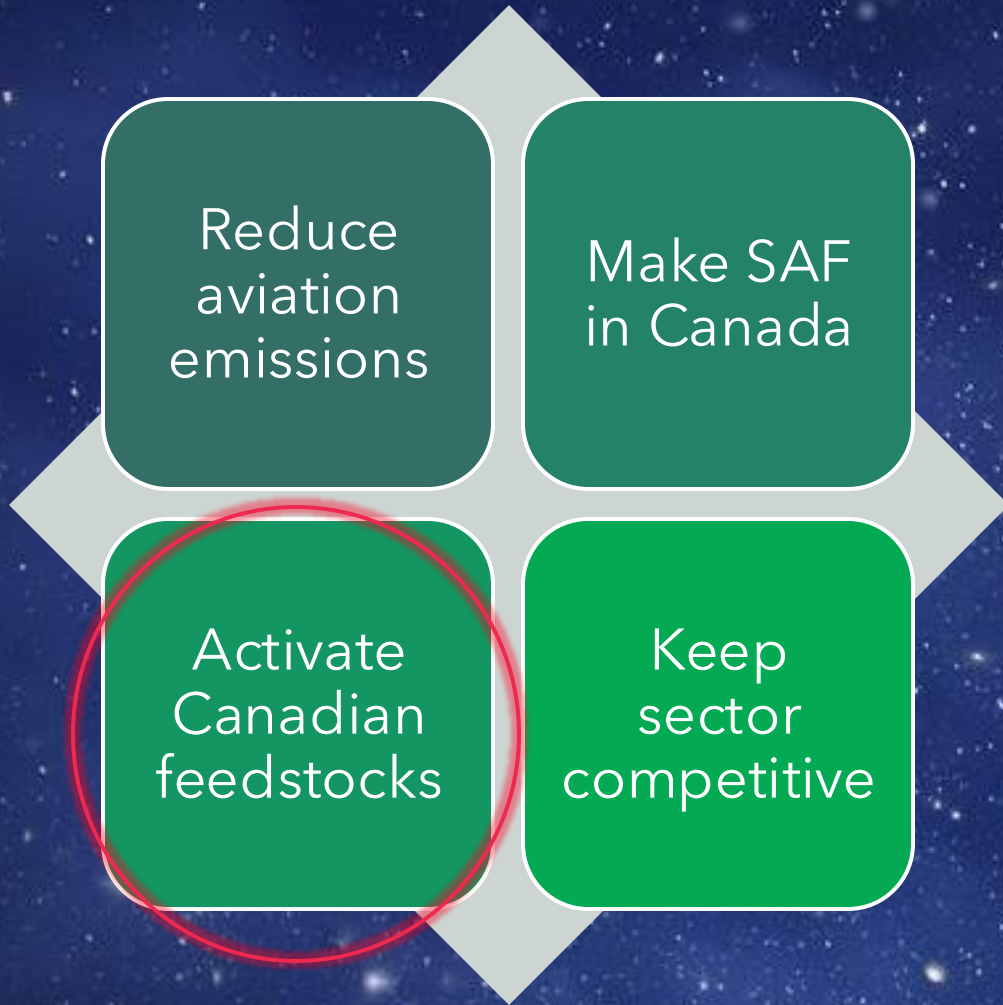 Reduce
aviation
emissions
Make SAF
in Canada
Activate
Canadian
feedstocks
Keep
sector
competitive